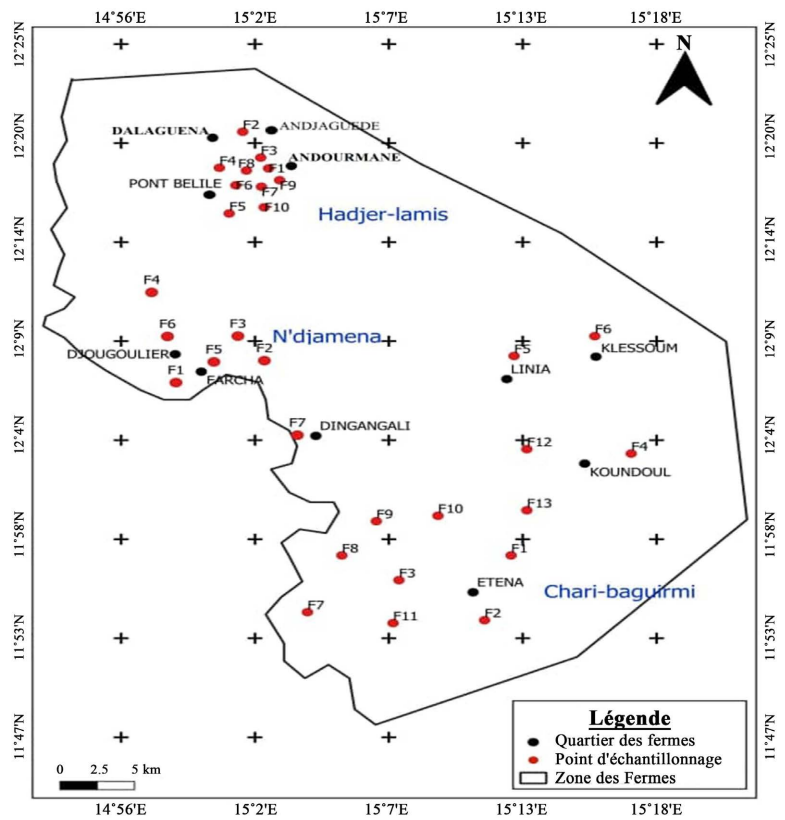 14°56'E 15°2'E 15°7'E 15°13'E 15°18'E
12°25'N 12°25'N
N
F2 ANDJAGUEDE
DALAGUENA
12°20'N 12°20'N
F3 ANDOURMANE
F4 F8 F1
PONT BELILE F6 F7 F9
F5 F10
Hadjer-lamis
12°14'N 12°14'N
F4
F6 F3 N'djamena F6
12°9'N 12°9'N
DJOUGOULIER F5 F2 F5 KLESSOUM
F1 FARCHA LINIA
F7 DINGANGALI
12°4'N 12°4'N
F12 F4
KOUNDOUL
F9 F10 F13
11°58'N 11°58'N
F8 F1
F3 ETENA Chari-baguirmi
F7 F11 F2
11°53'N 11°53'N
11°47'N 11°47'N
Légende
Quartier des fermes
Point d'échantillonnage
Zone des Fermes
0 2.5 5 km
14°56'E 15°2'E 15°7'E 15°13'E 15°18'E